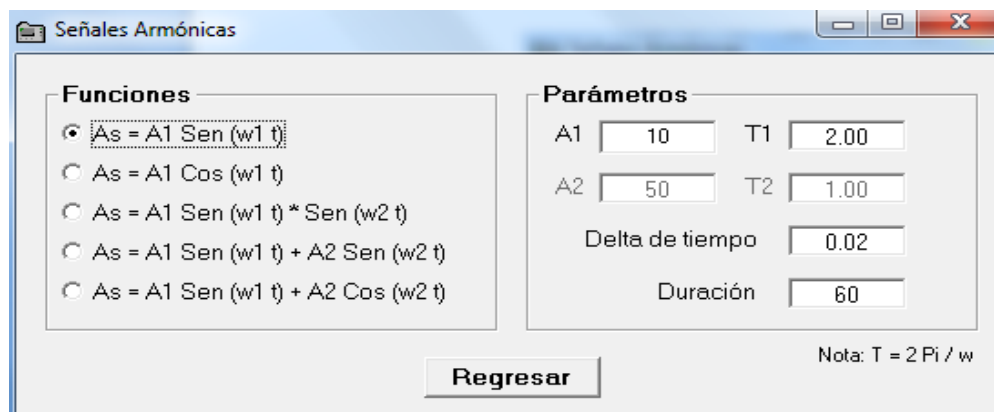 Señales Armónicas
Funciones
As = A1 Sen (w1 t)
As = A1 Cos (w1 t)
As = A1 Sen (w1 t) * Sen (w2 t)
As = A1 Sen (w1 t) + A2 Sen (w2 t)
As = A1 Sen (w1 t) + A2 Cos (w2 t)
Parámetros
A1 10 T1 2.00
A2 50 T2 1.00
Delta de tiempo 0.02
Duración 60
Nota: T = 2 Pi / w
Regresar